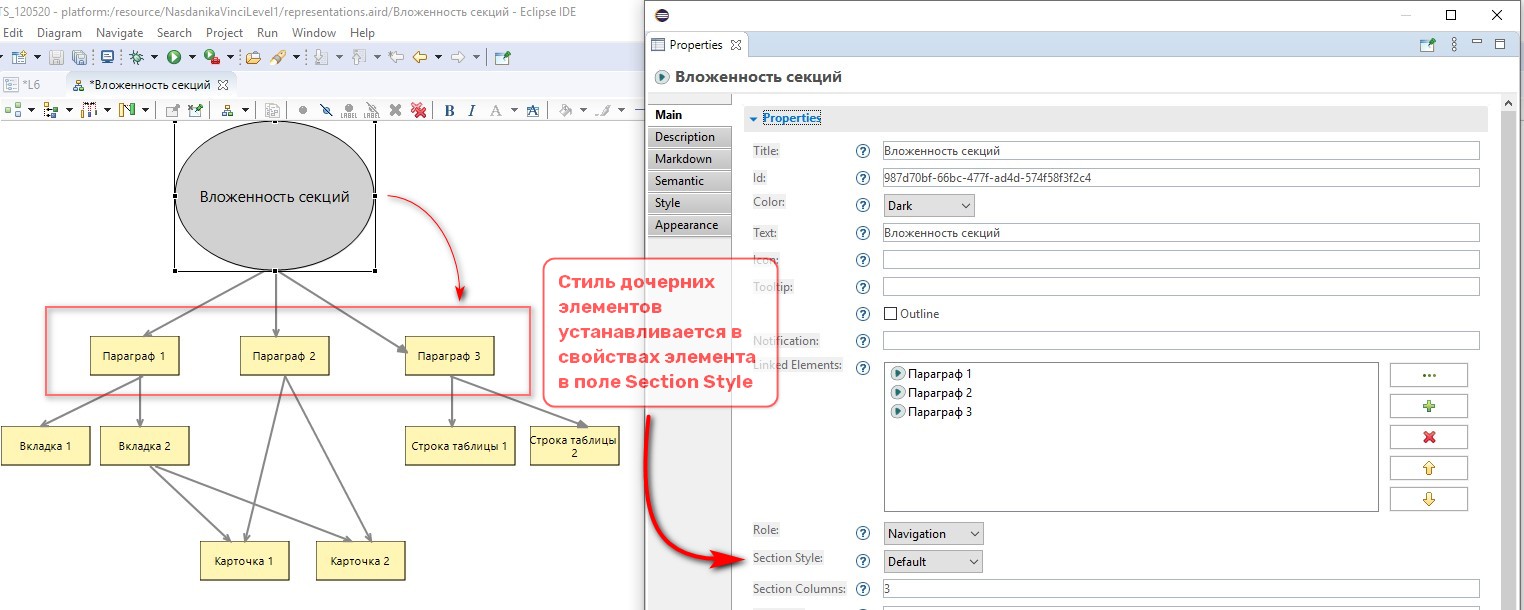 TS_120520 - platform:/resource/NasdanikaVinciLevel1/representations.aird/Вложенность секций - Eclipse IDE
Edit Diagram Navigate Search Project Run Window Help
*L6 *Вложенность секций
LABEL LABEL B I A A
Вложенность секций
Параграф 1 Параграф 2 Параграф 3
Вкладка 1 Вкладка 2 Строка таблицы 1 Строка таблицы
2
Карточка 1 Карточка 2
Стиль дочерних
элементов
устанавливается в
свойствах элемента
в поле Section Style
Properties
Вложенность секций
Main
Description
Markdown
Semantic
Style
Appearance
Properties
Title: Вложенность секций
Id: 987d70bf-66bc-477f-ad4d-574f58f3f2c4
Color: Dark
Text: Вложенность секций
Icon:
Tooltip:
Outline
Notification:
Linked Elements:
Параграф 1
Параграф 2
Параграф 3
Role: Navigation
Section Style: Default
Section Columns: 3